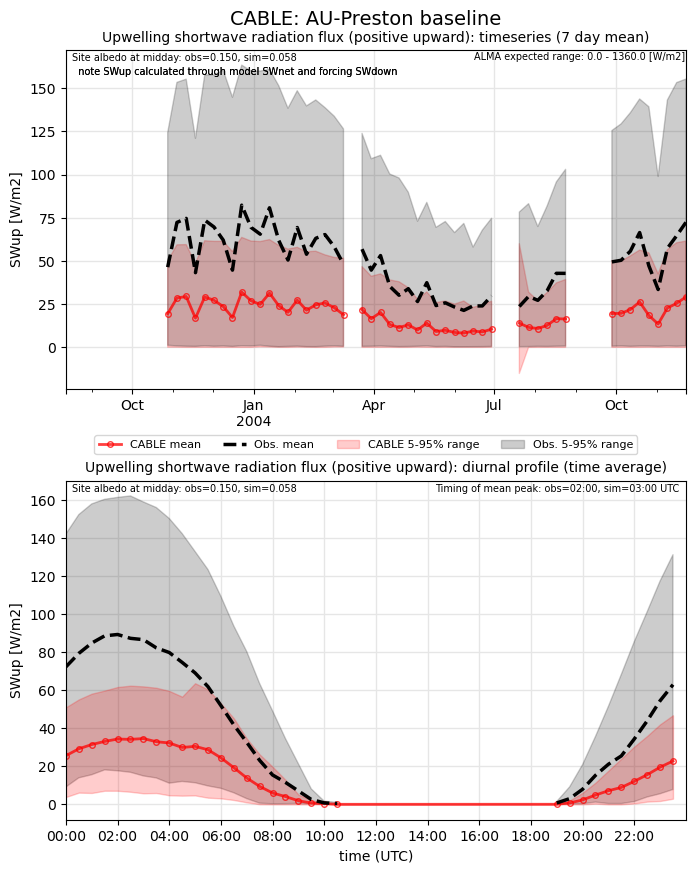 CABLE: AU-Preston baseline
Upwelling shortwave radiation flux (positive upward): timeseries (7 day mean)
Site albedo at midday: obs=0.150, sim=0.058
ALMA expected range: 0.0 - 1360.0 [W/m2]
note SWup calculated through model SWnet and forcing SWdown
150
125
100
75
50
25
0
SWup [W/m2]
Oct Jan Apr Jul Oct
2004
CABLE mean Obs. mean CABLE 5-95% range Obs. 5-95% range
Upwelling shortwave radiation flux (positive upward): diurnal profile (time average)
Site albedo at midday: obs=0.150, sim=0.058
Timing of mean peak: obs=02:00, sim=03:00 UTC
160
140
120
100
80
60
40
20
0
SWup [W/m2]
00:00 02:00 04:00 06:00 08:00 10:00 12:00 14:00 16:00 18:00 20:00 22:00
time (UTC)